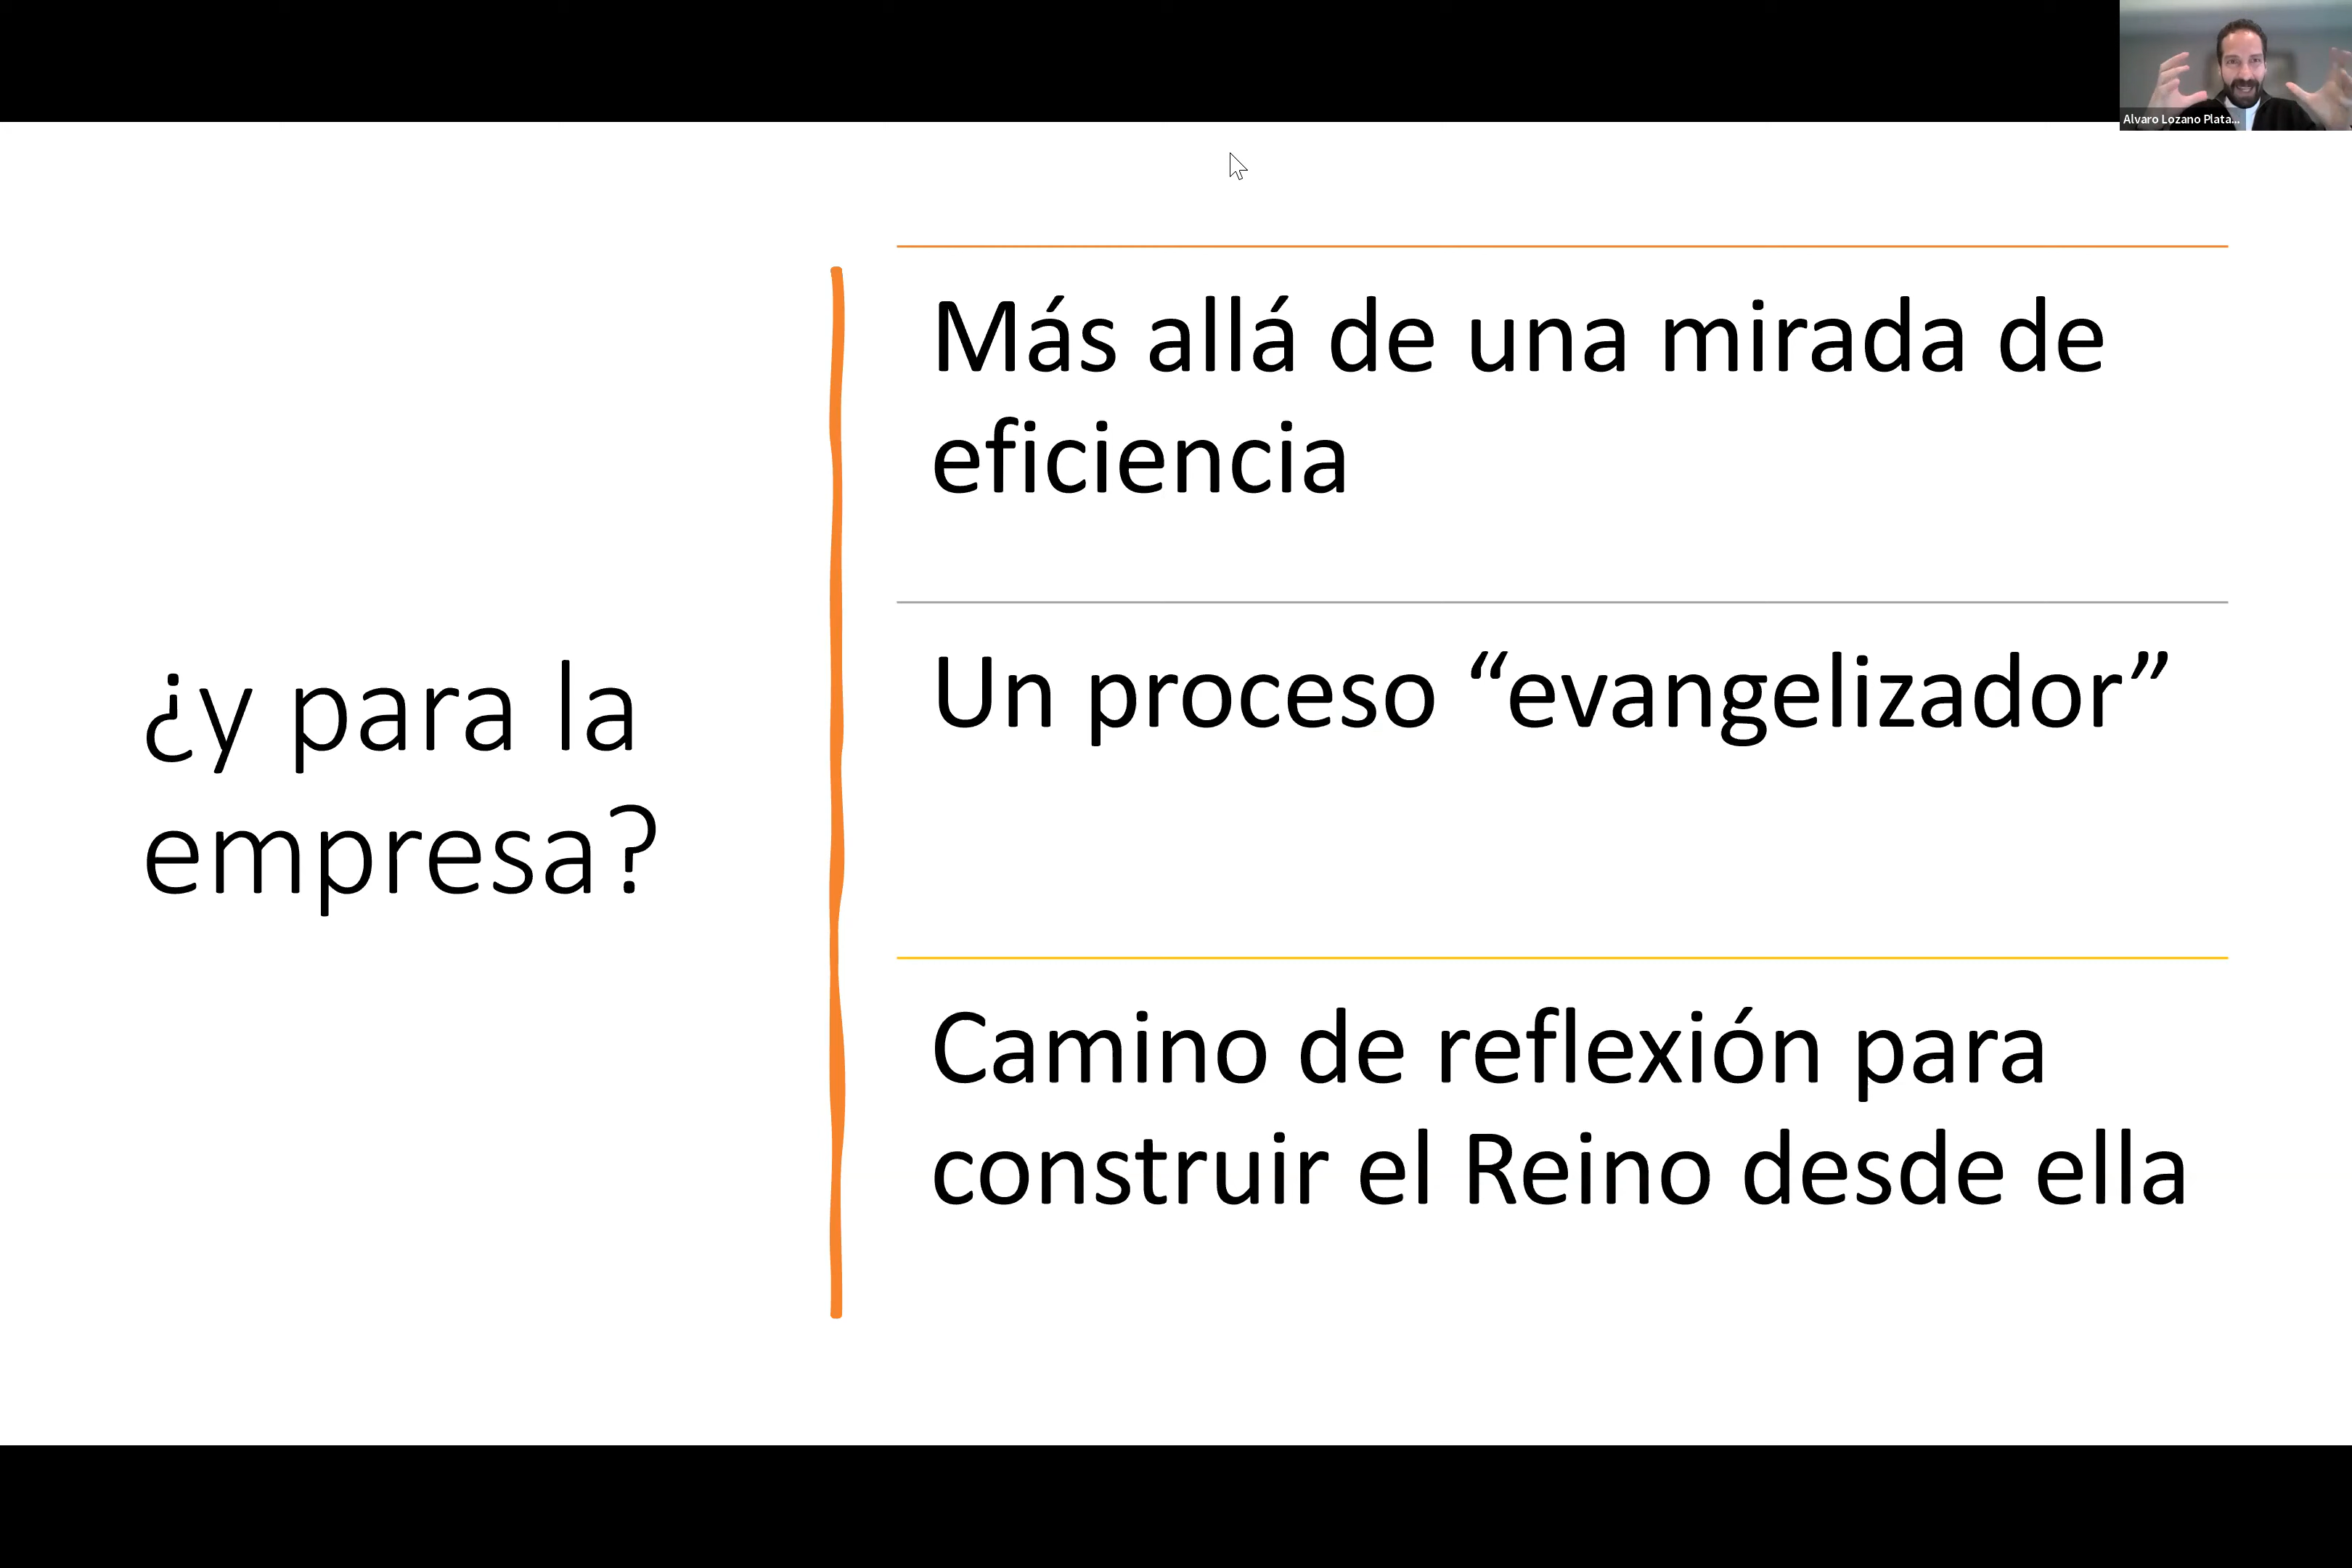 Alvaro Lozano Plata...
¿y para la
empresa?
Más allá de una mirada de
eficiencia
Un proceso “evangelizador”
Camino de reflexión para
construir el Reino desde ella